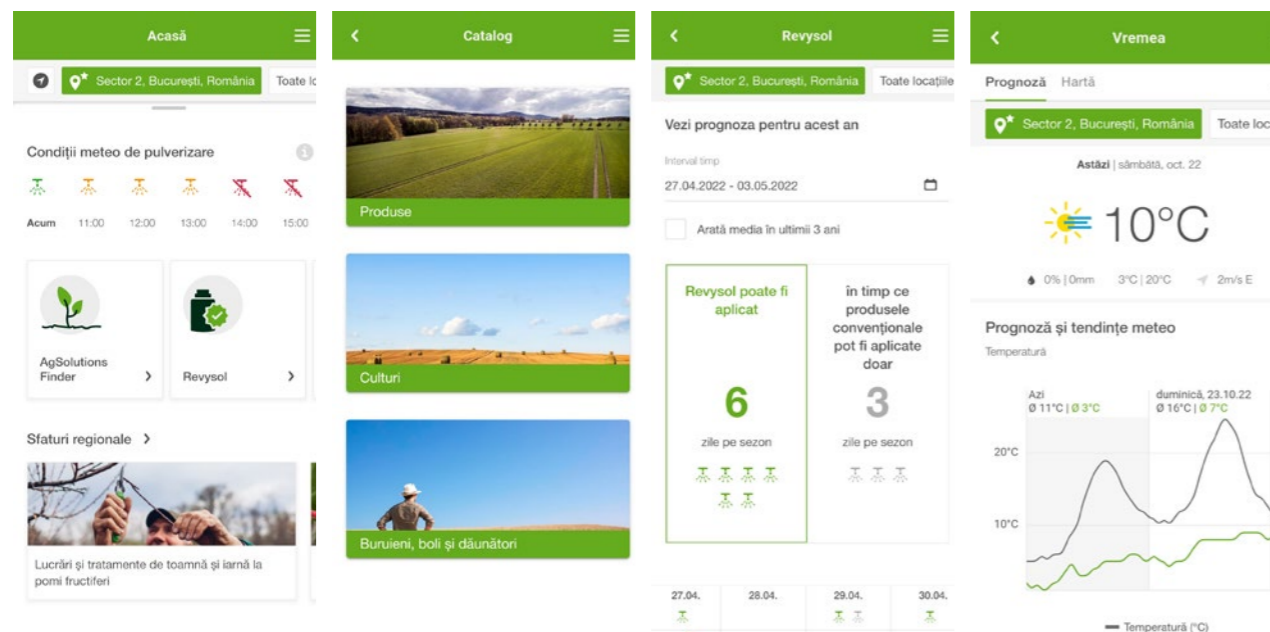 Acasă
Sector 2, București, România
Toate lo
Condiții meteo de pulverizare
Acum 11:00 12:00 13:00 14:00 15:00
AgSolutions
Finder
Revysol
Sfaturi regionale
Lucrări și tratamente de toamnă și iarnă la
pomi fructiferi
Catalog
Produse
Culturi
Buruieni, boli și dăunători
Revysol
Sector 2, București, România
Toate locațiile
Vezi prognoza pentru acest an
Interval timp
27.04.2022 - 03.05.2022
Arată media în ultimii 3 ani
Revysol poate fi
aplicat
6
zile pe sezon
în timp ce
produsele
convenționale
pot fi aplicate
doar
3
zile pe sezon
27.04. 28.04. 29.04. 30.04.
Vremea
Prognoză Hartă
Sector 2, București, România
Toate loc
Astăzi | sâmbătă, oct. 22
10°C
0% | 0mm 3°C | 20°C 2m/s E
Prognoză și tendințe meteo
Temperatură
Azi
Ø 11°C | Ø 3°C
duminică, 23.10.22
Ø 16°C | Ø 7°C
20°C
10°C
Temperatură (°C)